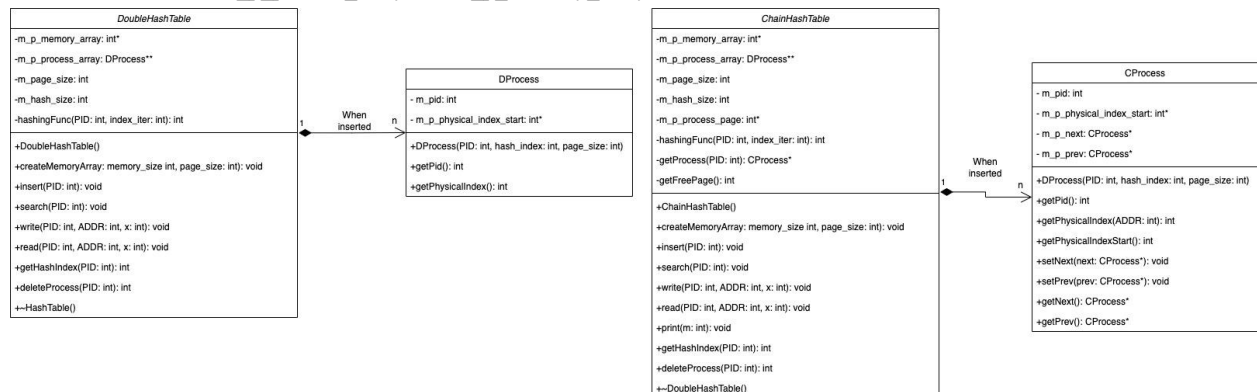 DoubleHashTable
-m_p_memory_array: int*
-m_p_process_array: DProcess**
-m_page_size: int
-m_hash_size: int
-hashingFunc(PID: int, index_iter: int): int
+DoubleHashTable()
+createMemoryArray: memory_size int, page_size: int): void
+insert(PID: int): void
+search(PID: int): void
+write(PID: int, ADDR: int, x: int): void
+read(PID: int, ADDR: int, x: int): void
+getHashIndex(PID: int): int
+deleteProcess(PID: int): int
+~HashTable()
1
When
inserted
n
DProcess
- m_pid: int
- m_p_physical_index_start: int*
+DProcess(PID: int, hash_index: int, page_size: int)
+getPid(): int
+getPhysicalIndex(): int
ChainHashTable
-m_p_memory_array: int*
-m_p_process_array: DProcess**
-m_page_size: int
-m_hash_size: int
-m_p_process_page: int*
-hashingFunc(PID: int, index_iter: int): int
-getProcess(PID: int): CProcess*
-getFreePage(): int
+ChainHashTable()
+createMemoryArray: memory_size int, page_size: int): void
+insert(PID: int): void
+search(PID: int): void
+write(PID: int, ADDR: int, x: int): void
+read(PID: int, ADDR: int, x: int): void
+print(m: int): void
+getHashIndex(PID: int): int
+deleteProcess(PID: int): int
+~DoubleHashTable()
1
When
inserted
n
CProcess
- m_pid: int
- m_p_physical_index_start: int*
- m_p_next: CProcess*
- m_p_prev: CProcess*
+DProcess(PID: int, hash_index: int, page_size: int)
+getPid(): int
+getPhysicalIndex(ADDR: int): int
+getPhysicalIndexStart(): int
+setNext(next: CProcess*): void
+setPrev(prev: CProcess*): void
+getNext(): CProcess*
+getPrev(): CProcess*